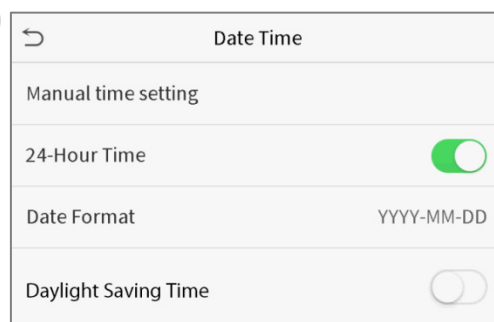 Date Time
Manual time setting
24-Hour Time
Date Format YYYY-MM-DD
Daylight Saving Time